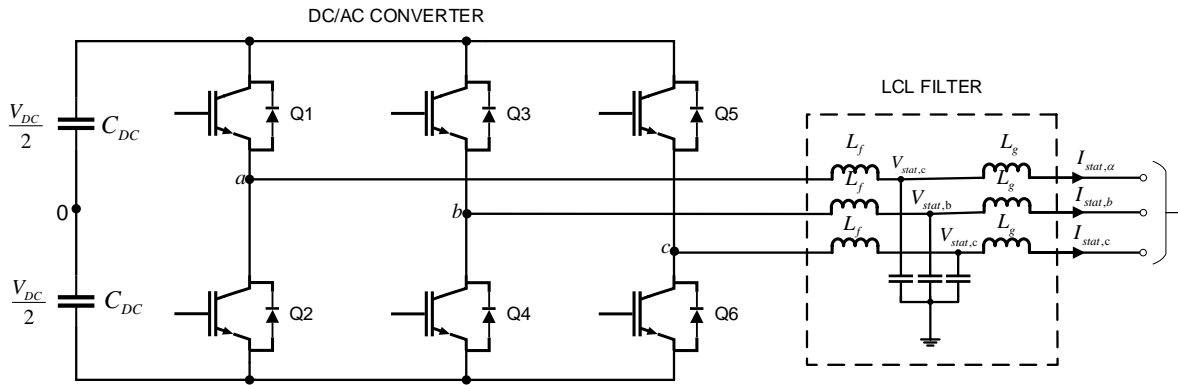 DC/AC CONVERTER
LCL FILTER
V_DC/2
C_DC
Q1
Q3
Q5
L_f
V_stat,c
L_g
I_stat,a
a
L_f
L_g
0
b
V_stat,b
I_stat,b
L_f
V_stat,c
L_g
I_stat,c
c
V_DC/2
C_DC
Q2
Q4
Q6